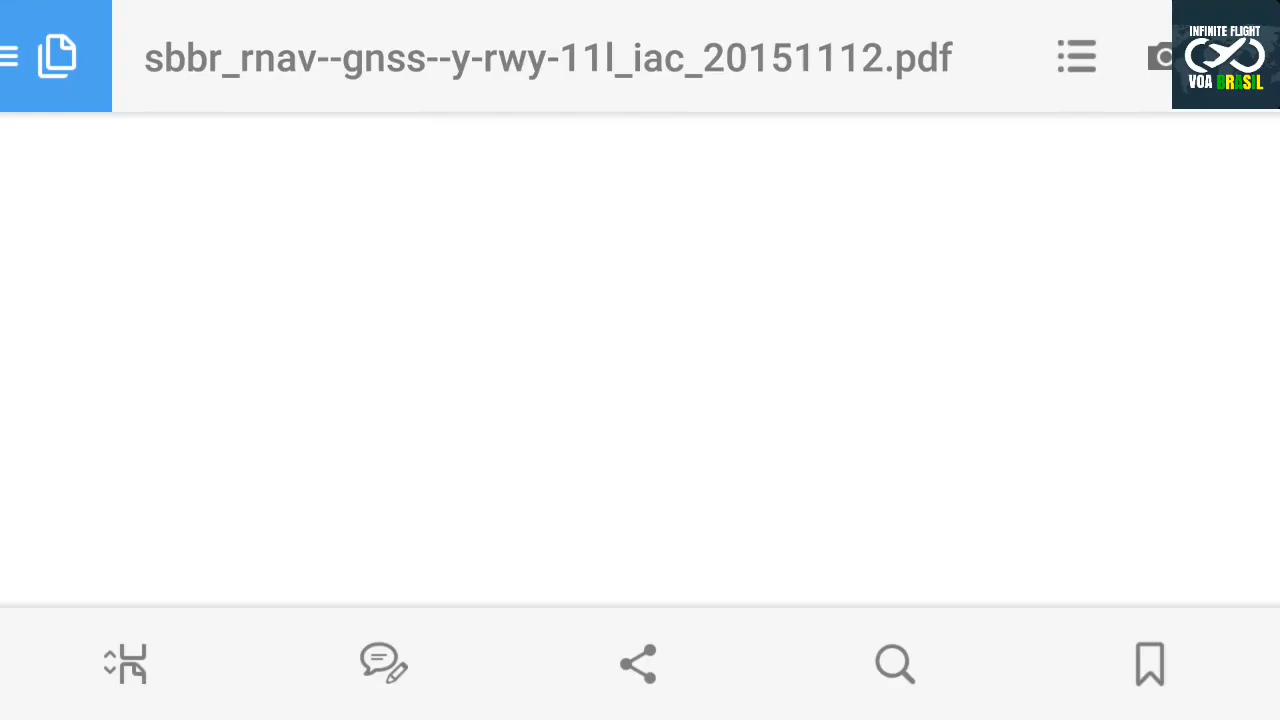 sbbr_rnav--gnss--y-rwy-11l_iac_20151112.pdf
INFINITE FLIGHT
VOA BRASIL